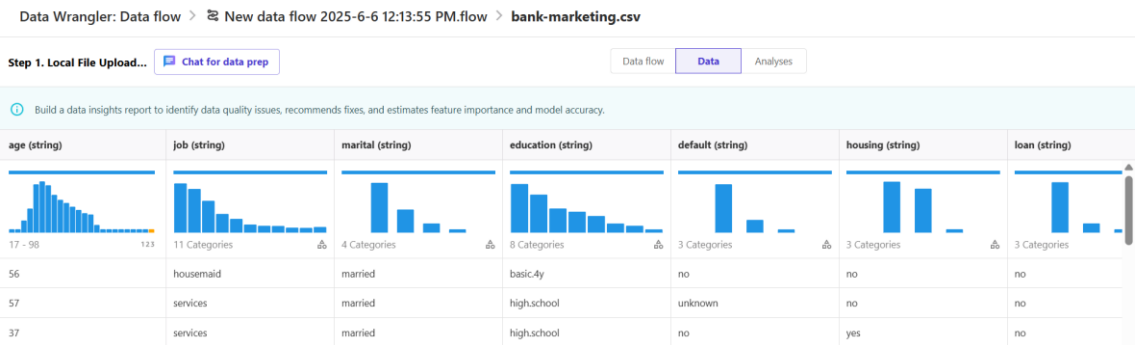 Data Wrangler: Data flow > New data flow 2025-6-6 12:13:55 PM.flow > bank-marketing.csv
Step 1. Local File Upload... Chat for data prep Data flow Data Analyses
Build a data insights report to identify data quality issues, recommends fixes, and estimates feature importance and model accuracy.
age (string) job (string) marital (string) education (string) default (string) housing (string) loan (string)
17 - 98 123 11 Categories 4 Categories 8 Categories 3 Categories 3 Categories 3 Categories
56 housemaid married basic.4y no no no
57 services married high.school unknown no no
37 services married high.school no yes no